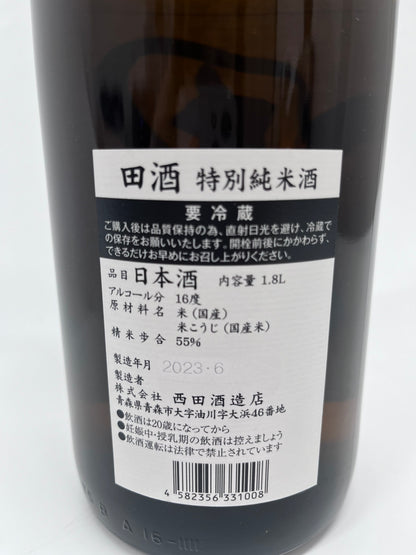 田酒 特別純米酒
要冷蔵
ご購入後は品質保持の為、直射日光を避け、冷蔵で
の保存をお願いいたします。開栓前後にかかわらず、
できるだけお早めにお召し上がりください。
品目 日本酒 内容量 1.8L
アルコール分 16度
原材料名 米(国産)
米こうじ(国産米)
精米歩合 55%
製造年月 2023・6
製造者
株式会社 西田酒造店
青森県青森市大字油川字大浜46番地
●飲酒は20歳になってから
●妊娠中・授乳期の飲酒は控えましょう
●飲酒運転は法律で禁止されています
4 582356 331008
B A 15-